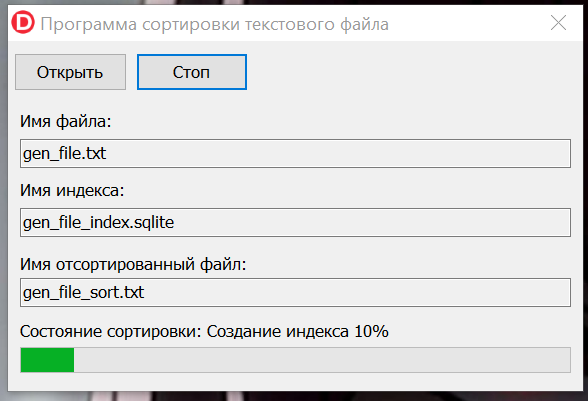 D Программа сортировки текстового файла
Открыть Стоп
Имя файла:
gen_file.txt
Имя индекса:
gen_file_index.sqlite
Имя отсортированный файл:
gen_file_sort.txt
Состояние сортировки: Создание индекса 10%